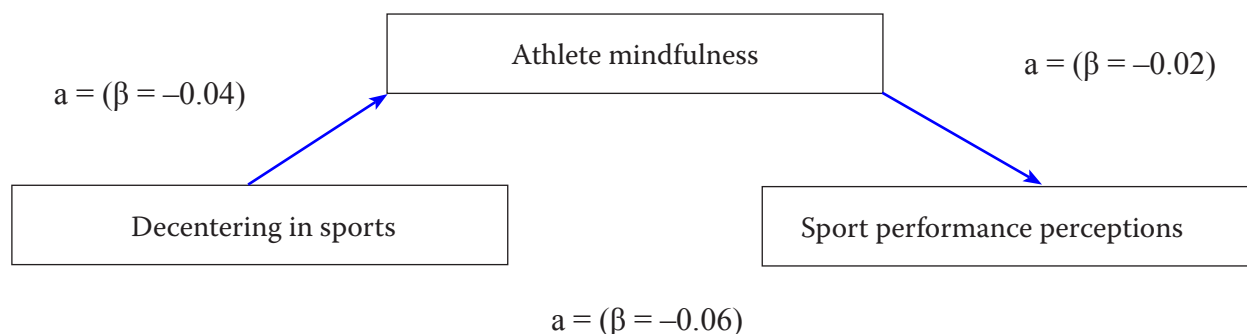 Athlete mindfulness
a = (β = –0.04)
a = (β = –0.02)
Decentering in sports
Sport performance perceptions
a = (β = –0.06)